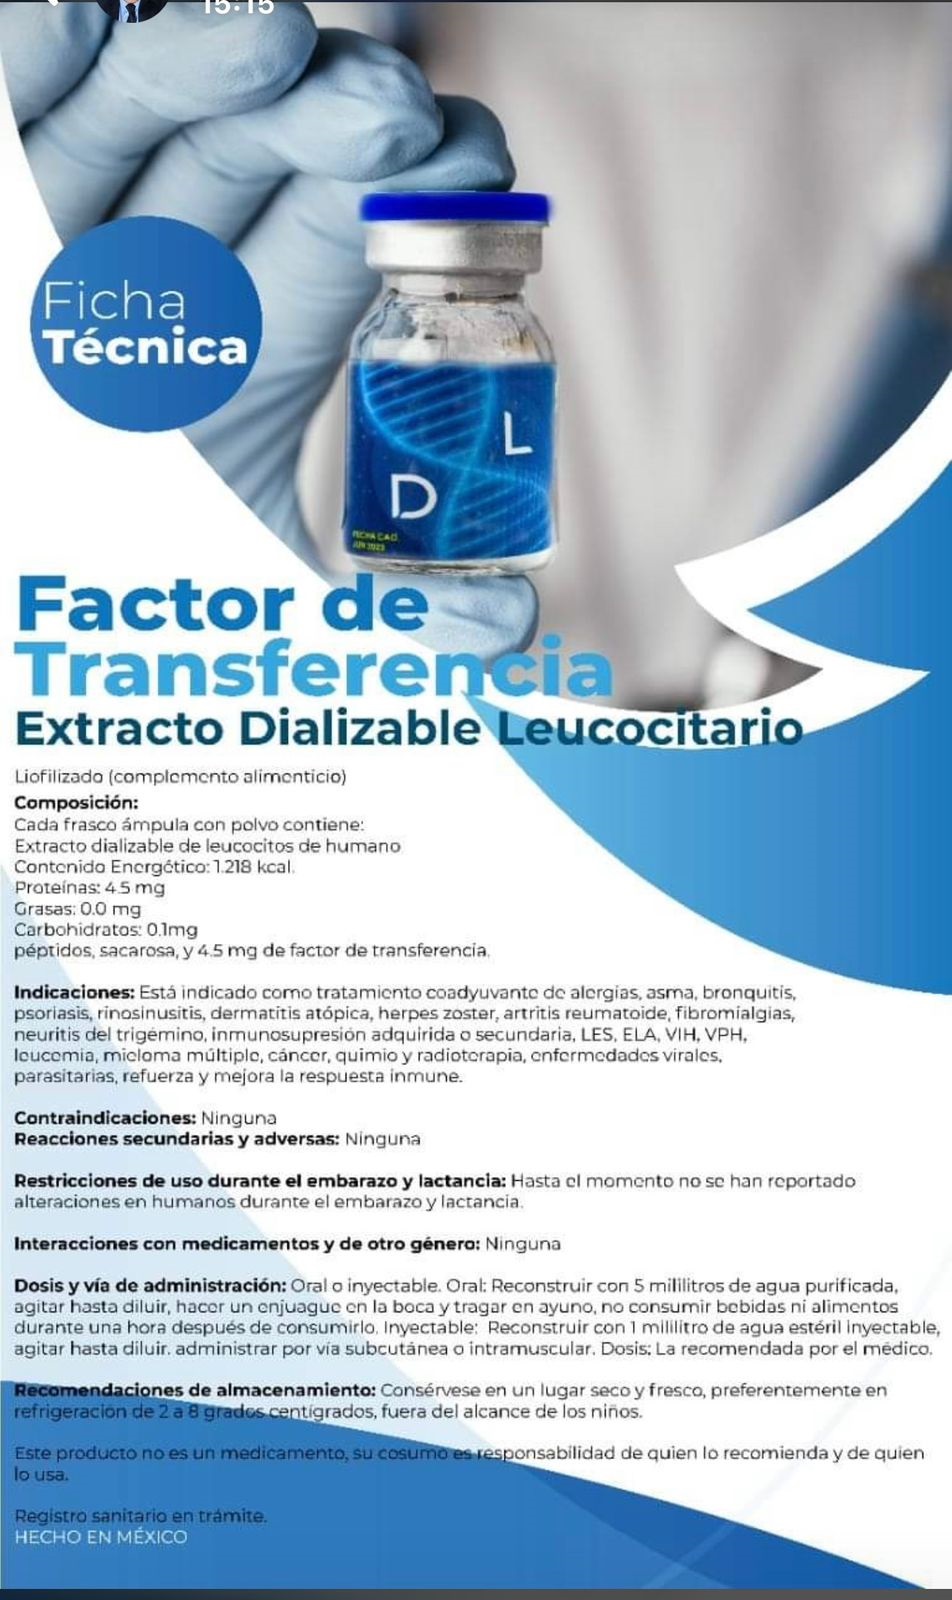 15:15
Ficha
Técnica
L
D
FECHA CAD.
JUN 2023
Factor de
Transferencia
Extracto Dializable Leucocitario
Liofilizado (complemento alimenticio)
Composición:
Cada frasco ámpula con polvo contiene:
Extracto dializable de leucocitos de humano
Contenido Energético: 1.218 kcal.
Proteínas: 4.5 mg
Grasas: 0.0 mg
Carbohidratos: 0.1mg
péptidos, sacarosa, y 4.5 mg de factor de transferencia.
Indicaciones: Está indicado como tratamiento coadyuvante de alergias, asma, bronquitis,
psoriasis, rinosinusitis, dermatitis atópica, herpes zoster, artritis reumatoide, fibromialgias,
neuritis del trigémino, inmunosupresión adquirida o secundaria, LES, ELA, VIH, VPH,
leucemia, mieloma múltiple, cáncer, quimio y radioterapia, enfermedades virales,
parasitarias, refuerza y mejora la respuesta inmune.
Contraindicaciones: Ninguna
Reacciones secundarias y adversas: Ninguna
Restricciones de uso durante el embarazo y lactancia: Hasta el momento no se han reportado
alteraciones en humanos durante el embarazo y lactancia.
Interacciones con medicamentos y de otro género: Ninguna
Dosis y vía de administración: Oral o inyectable. Oral: Reconstruir con 5 mililitros de agua purificada,
agitar hasta diluir, hacer un enjuague en la boca y tragar en ayuno, no consumir bebidas ni alimentos
durante una hora después de consumirlo. Inyectable: Reconstruir con 1 mililitro de agua estéril inyectable,
agitar hasta diluir. administrar por vía subcutánea o intramuscular. Dosis: La recomendada por el médico.
Recomendaciones de almacenamiento: Consérvese en un lugar seco y fresco, preferentemente en
refrigeración de 2 a 8 grados centígrados, fuera del alcance de los niños.
Este producto no es un medicamento, su cosumo es responsabilidad de quien lo recomienda y de quien
lo usa.
Registro sanitario en trámite.
HECHO EN MÉXICO